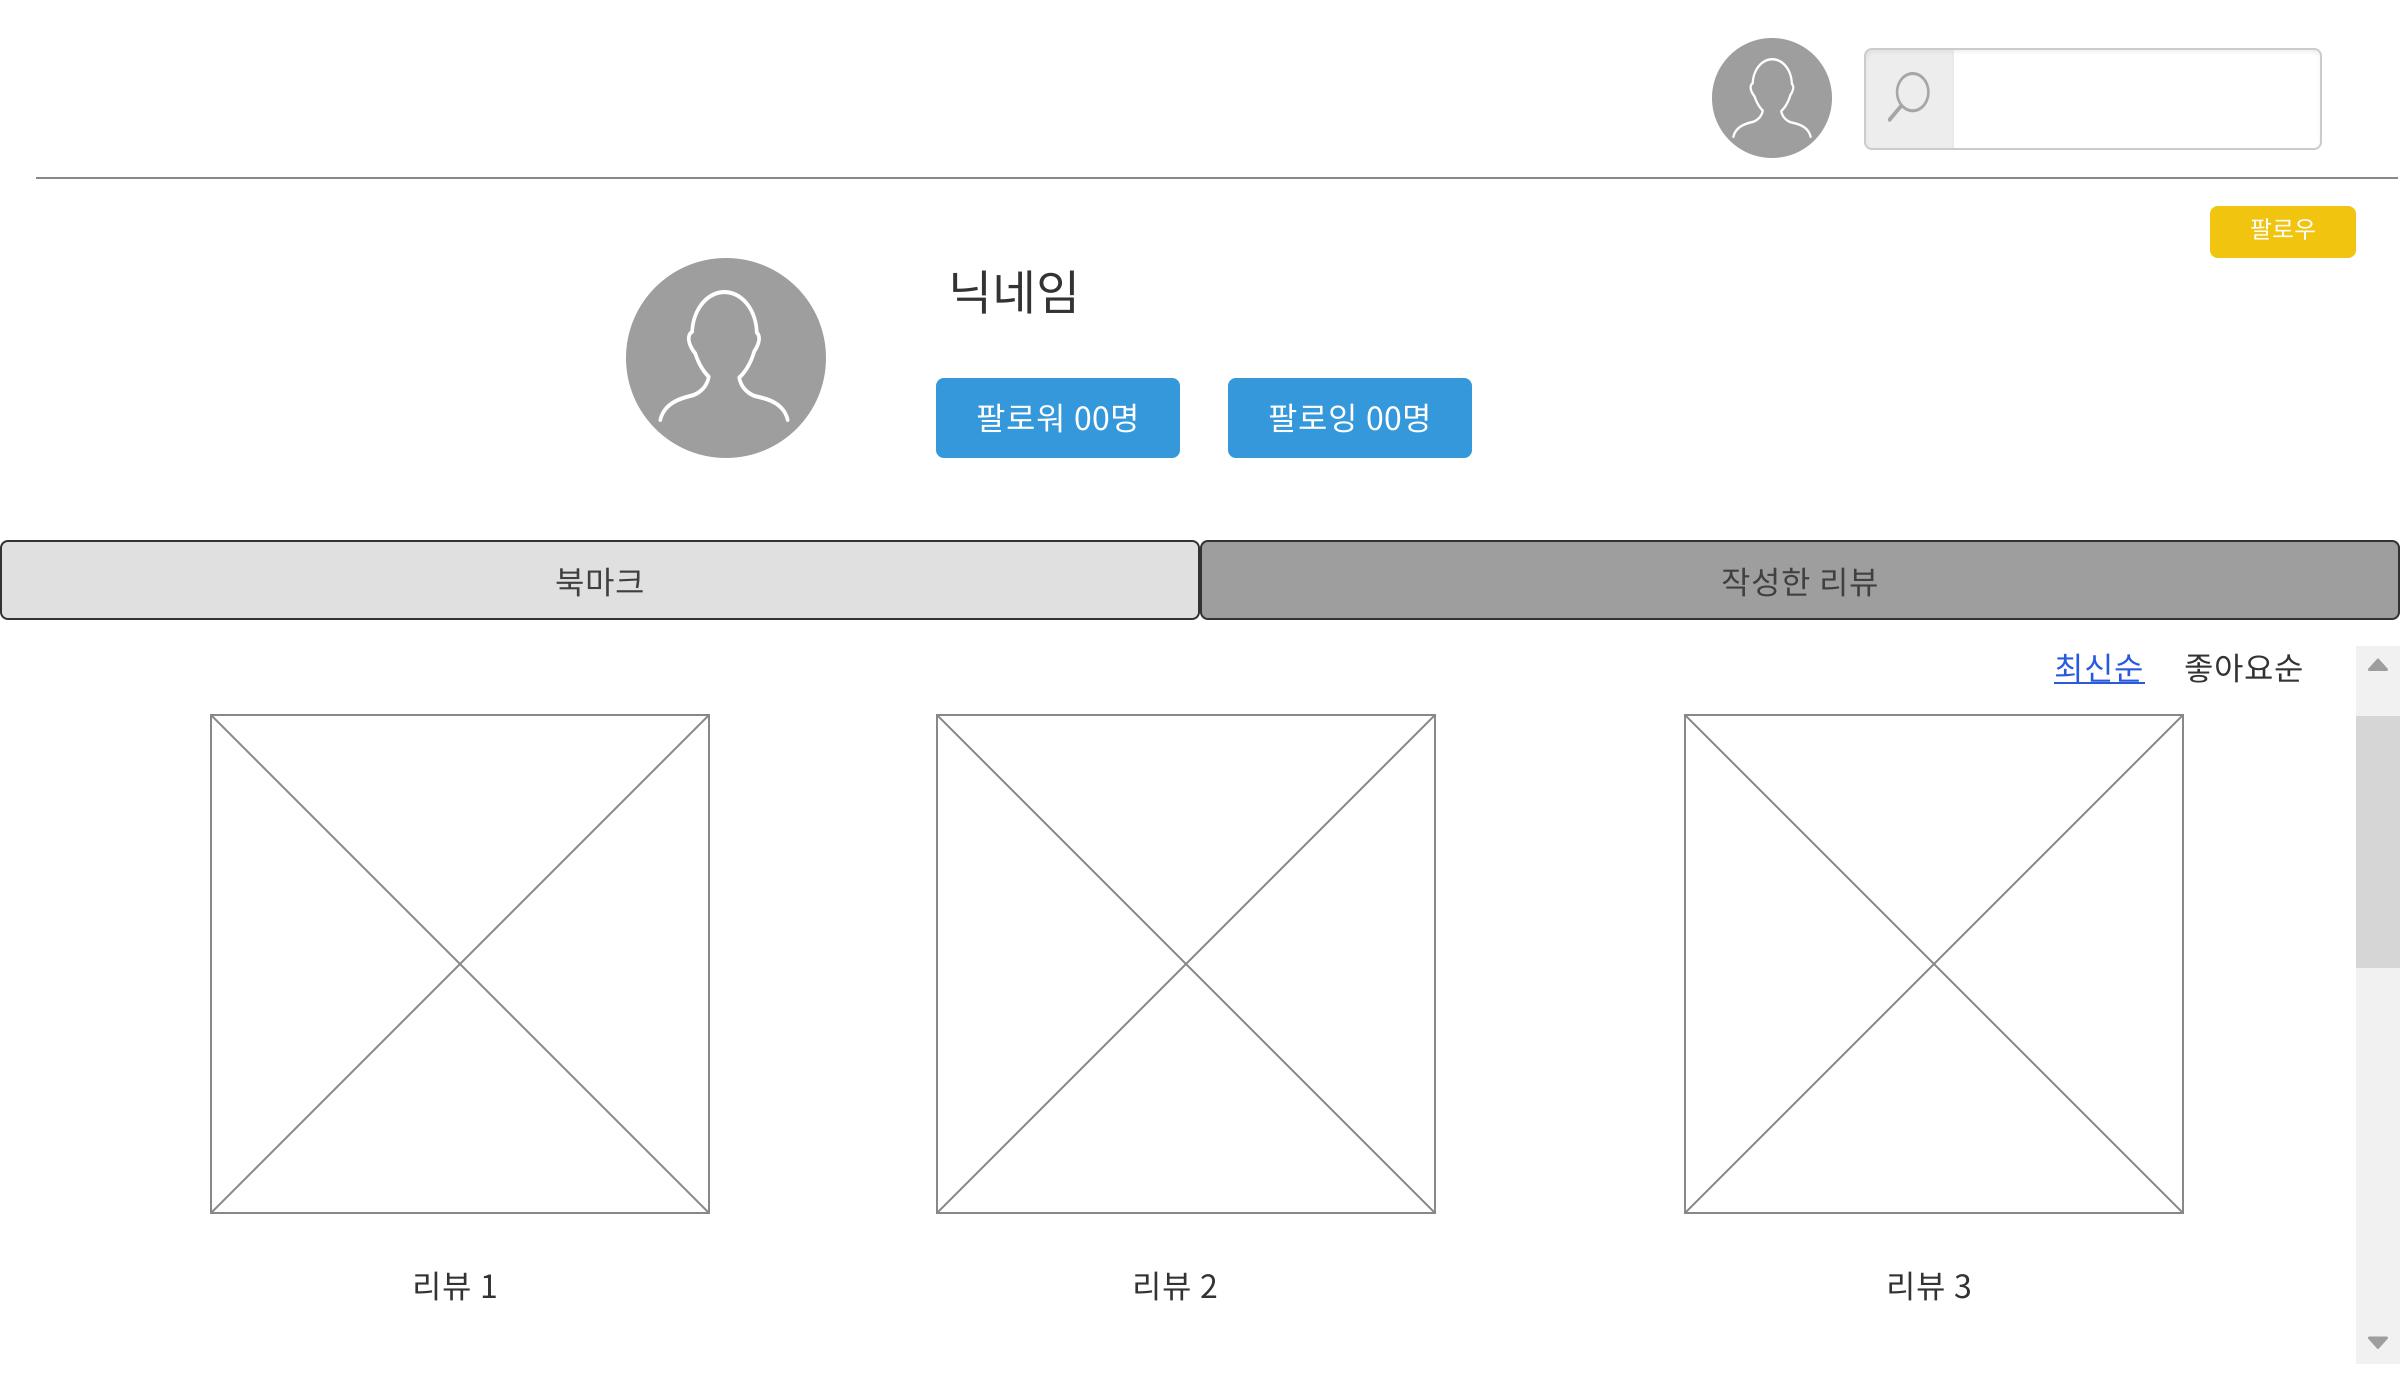 팔로우
닉네임
팔로워 00명
팔로잉 00명
북마크
작성한 리뷰
최신순
좋아요순
리뷰 1
리뷰 2
리뷰 3